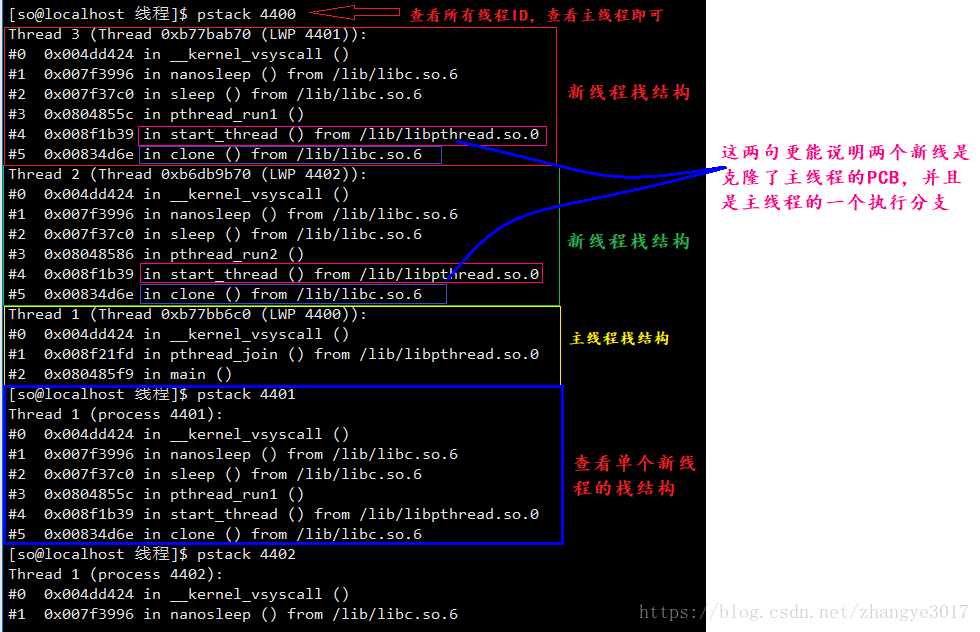 [so@localhost 线程]$ pstack 4400
查看所有线程ID，查看主线程即可
Thread 3 (Thread 0xb77bab70 (LWP 4401)):
#0  0x004dd424 in __kernel_vsyscall ()
#1  0x007f3996 in nanosleep () from /lib/libc.so.6
#2  0x007f37c0 in sleep () from /lib/libc.so.6
#3  0x0804855c in pthread_run1 ()
#4  0x008f1b39 in start_thread () from /lib/libpthread.so.0
#5  0x00834d6e in clone () from /lib/libc.so.6
新线程栈结构
Thread 2 (Thread 0xb6db9b70 (LWP 4402)):
#0  0x004dd424 in __kernel_vsyscall ()
#1  0x007f3996 in nanosleep () from /lib/libc.so.6
#2  0x007f37c0 in sleep () from /lib/libc.so.6
#3  0x08048586 in pthread_run2 ()
#4  0x008f1b39 in start_thread () from /lib/libpthread.so.0
#5  0x00834d6e in clone () from /lib/libc.so.6
新线程栈结构
这两句更能说明两个新线是
克隆了主线程的PCB，并且
是主线程的一个执行分支
Thread 1 (Thread 0xb77bb6c0 (LWP 4400)):
#0  0x004dd424 in __kernel_vsyscall ()
#1  0x008f21fd in pthread_join () from /lib/libpthread.so.0
#2  0x080485f9 in main ()
主线程栈结构
[so@localhost 线程]$ pstack 4401
Thread 1 (process 4401):
#0  0x004dd424 in __kernel_vsyscall ()
#1  0x007f3996 in nanosleep () from /lib/libc.so.6
#2  0x007f37c0 in sleep () from /lib/libc.so.6
#3  0x0804855c in pthread_run1 ()
#4  0x008f1b39 in start_thread () from /lib/libpthread.so.0
#5  0x00834d6e in clone () from /lib/libc.so.6
查看单个新线
程的栈结构
[so@localhost 线程]$ pstack 4402
Thread 1 (process 4402):
#0  0x004dd424 in __kernel_vsyscall ()
#1  0x007f3996 in nanosleep () from /lib/libc.so.6
https://blog.csdn.net/zhangye3017